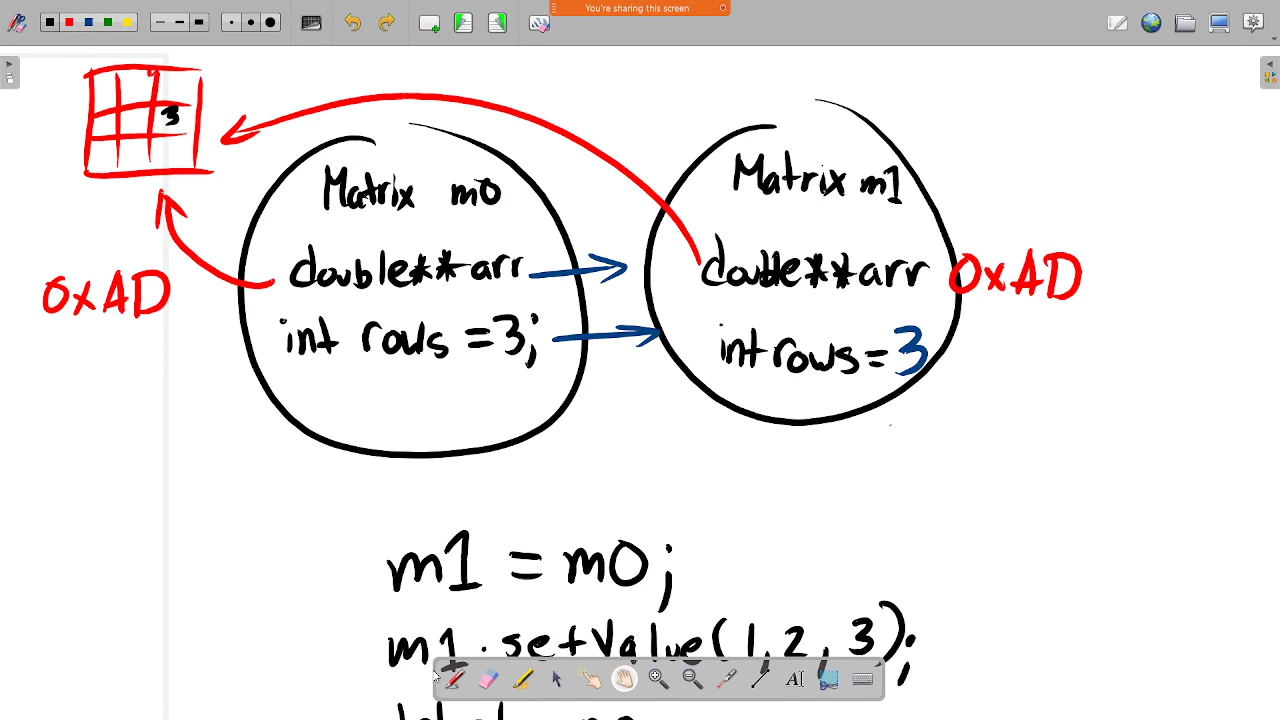 You're sharing this screen
3
Matrix m0
double**arr
int rows =3;
0xAD
Matrix m1
double**arr
int rows = 3
0xAD
m1 = m0;
m1.setValue(1,2,3);